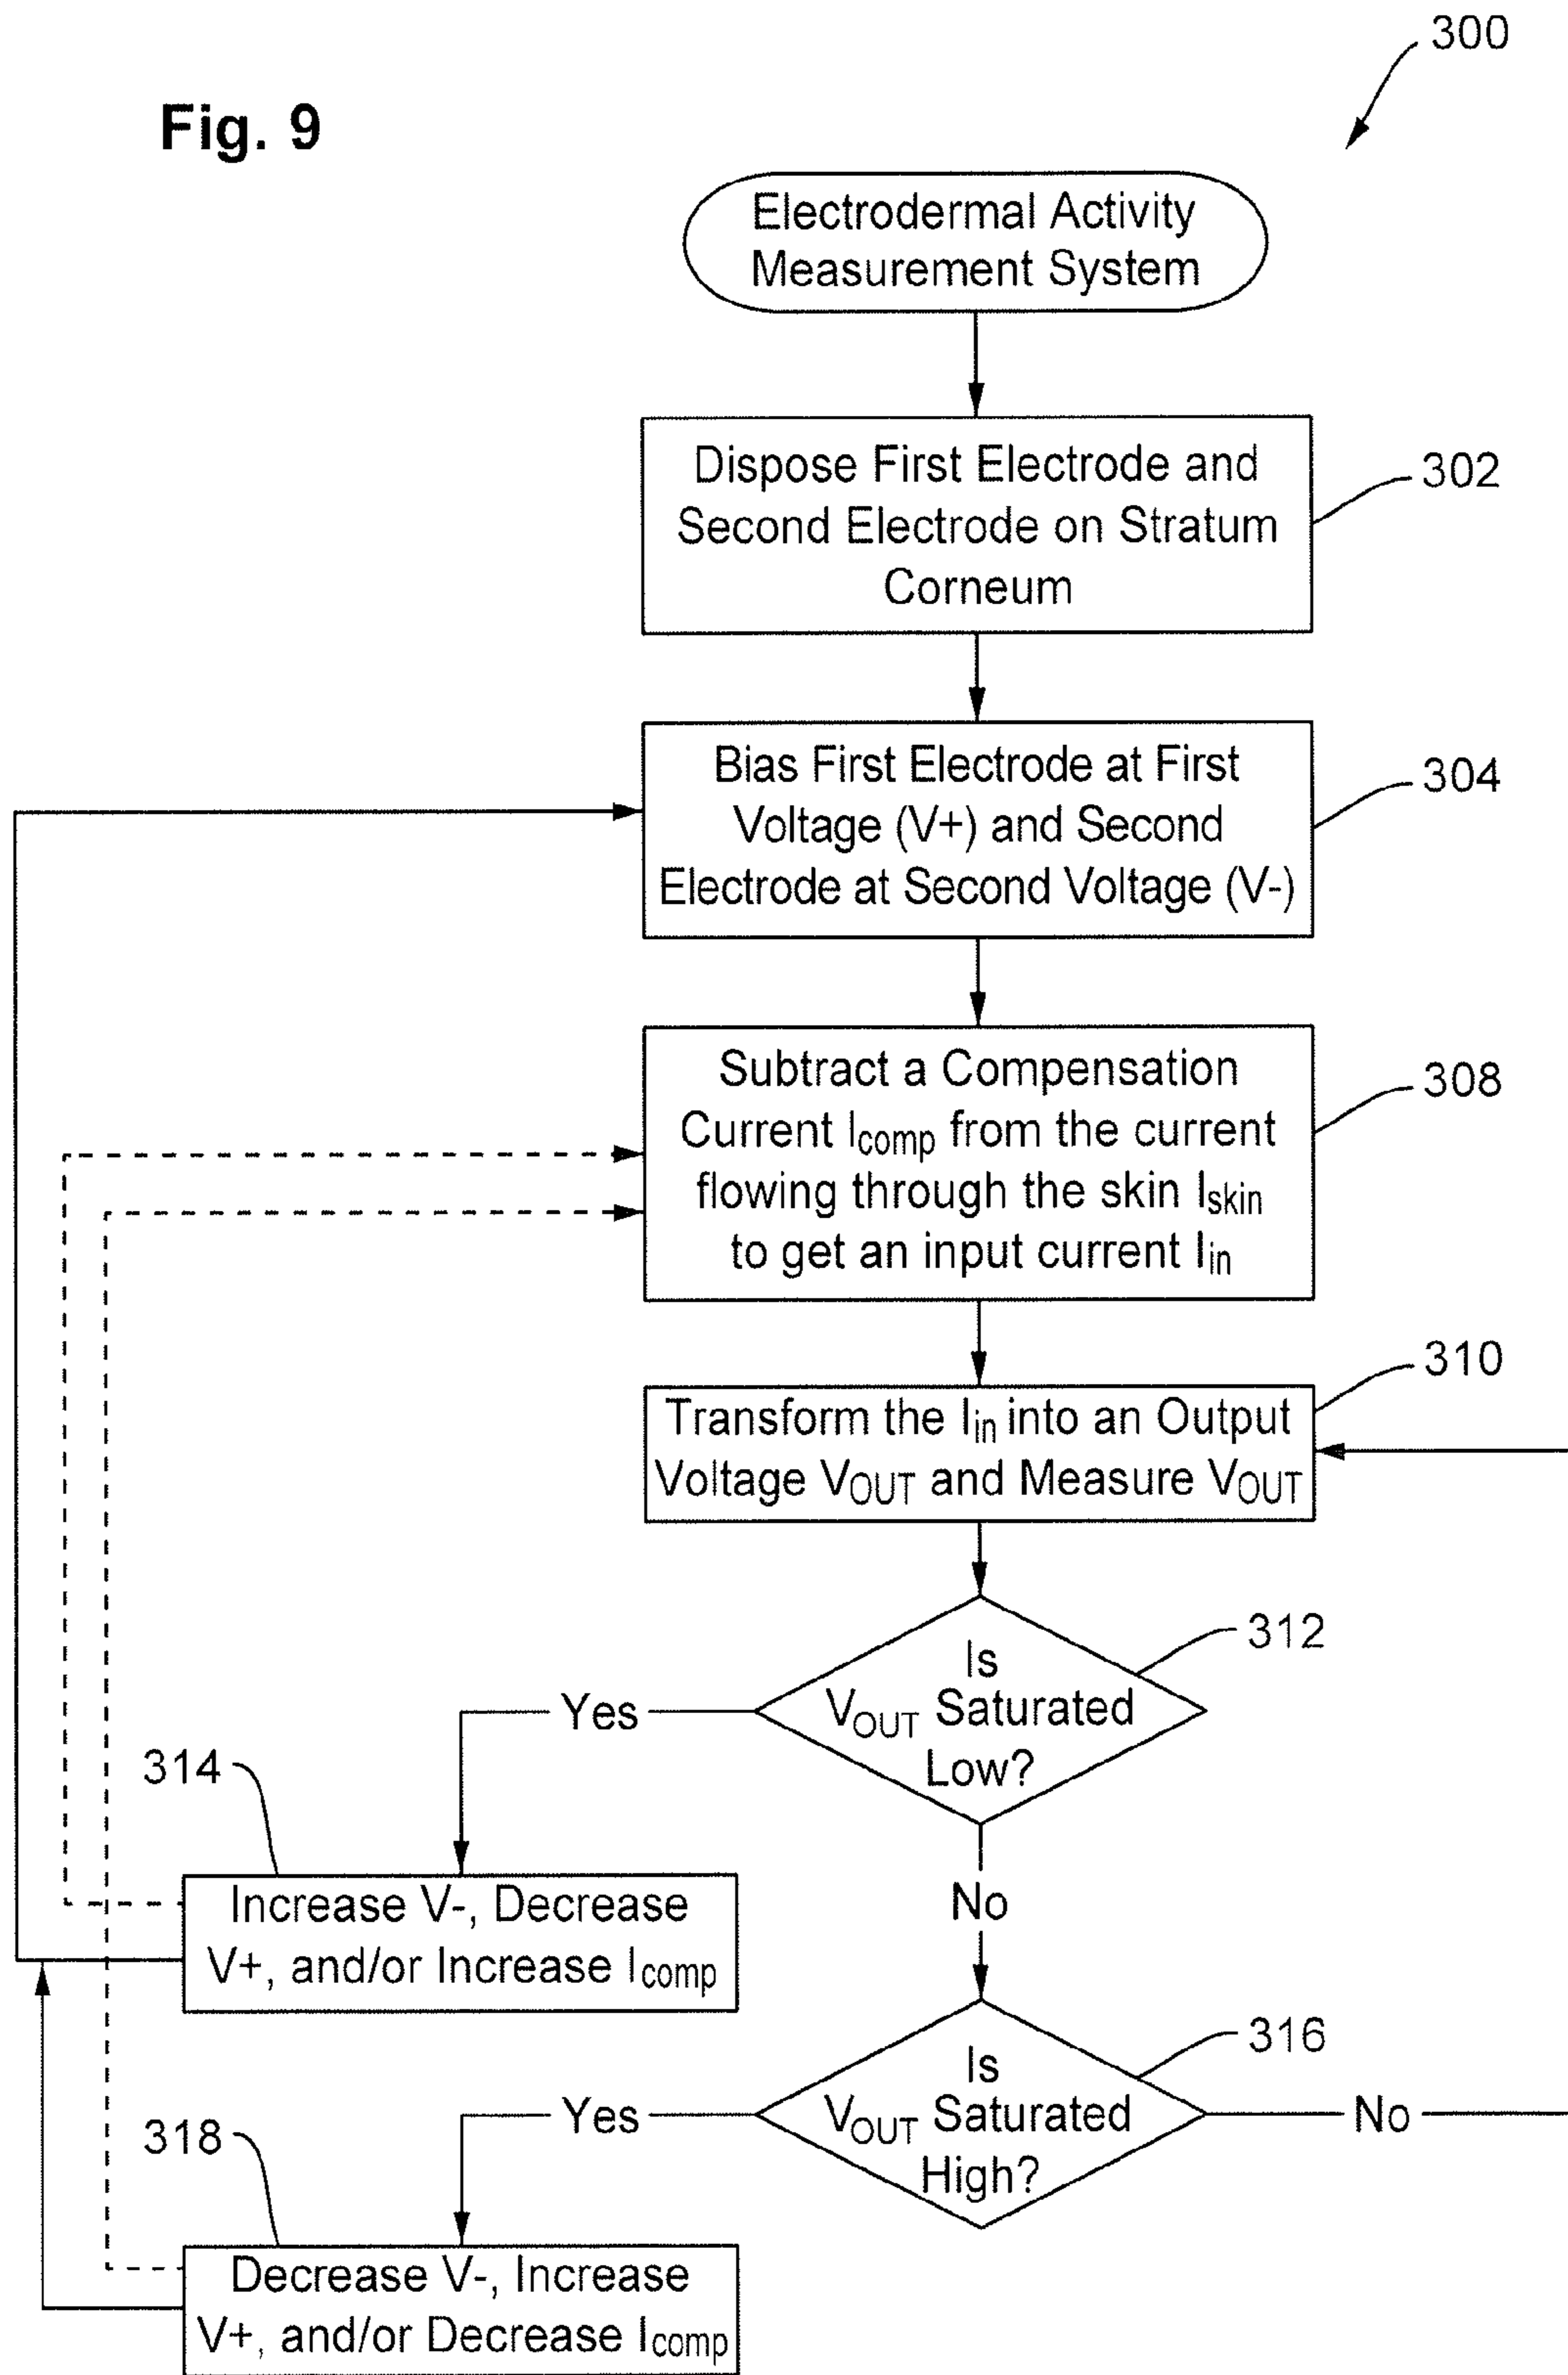 300
Fig. 9
Electrodermal Activity
Measurement System
Dispose First Electrode and
Second Electrode on Stratum
Corneum
302
Bias First Electrode at First
Voltage (V+) and Second
Electrode at Second Voltage (V-)
304
Subtract a Compensation
Current Icomp from the current
flowing through the skin Iskin
to get an input current Iin
308
310
Transform the Iin into an Output
Voltage VOUT and Measure VOUT
312
Is
VOUT Saturated
Low?
Yes
314
Increase V-, Decrease
V+, and/or Increase Icomp
No
316
Is
VOUT Saturated
High?
Yes
No
318
Decrease V-, Increase
V+, and/or Decrease Icomp